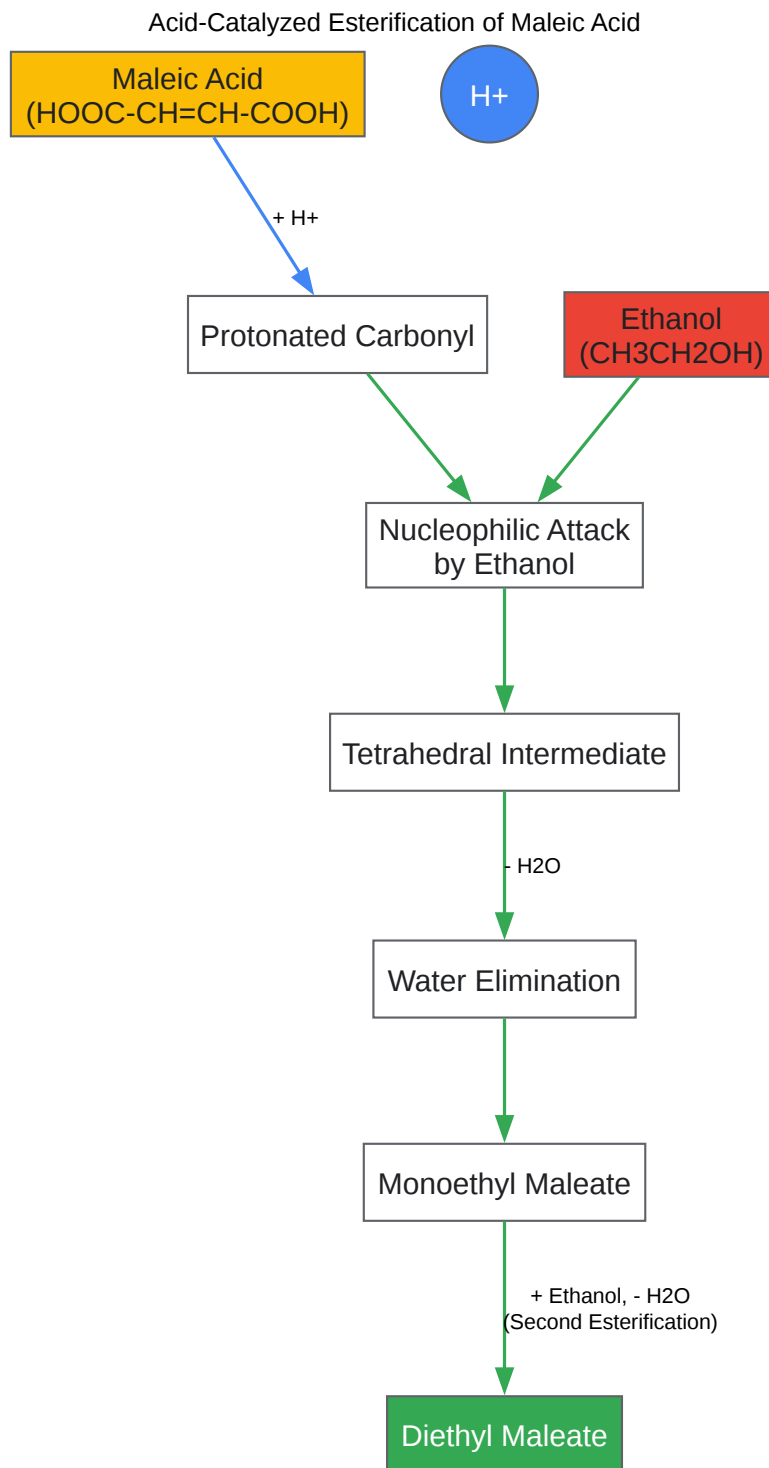 Acid-Catalyzed Esterification of Maleic Acid
Maleic Acid
(HOOC-CH=CH-COOH)
H+
+ H+
Protonated Carbonyl
Ethanol
(CH3CH2OH)
Nucleophilic Attack
by Ethanol
Tetrahedral Intermediate
- H2O
Water Elimination
Monoethyl Maleate
+ Ethanol, - H2O
(Second Esterification)
Diethyl Maleate